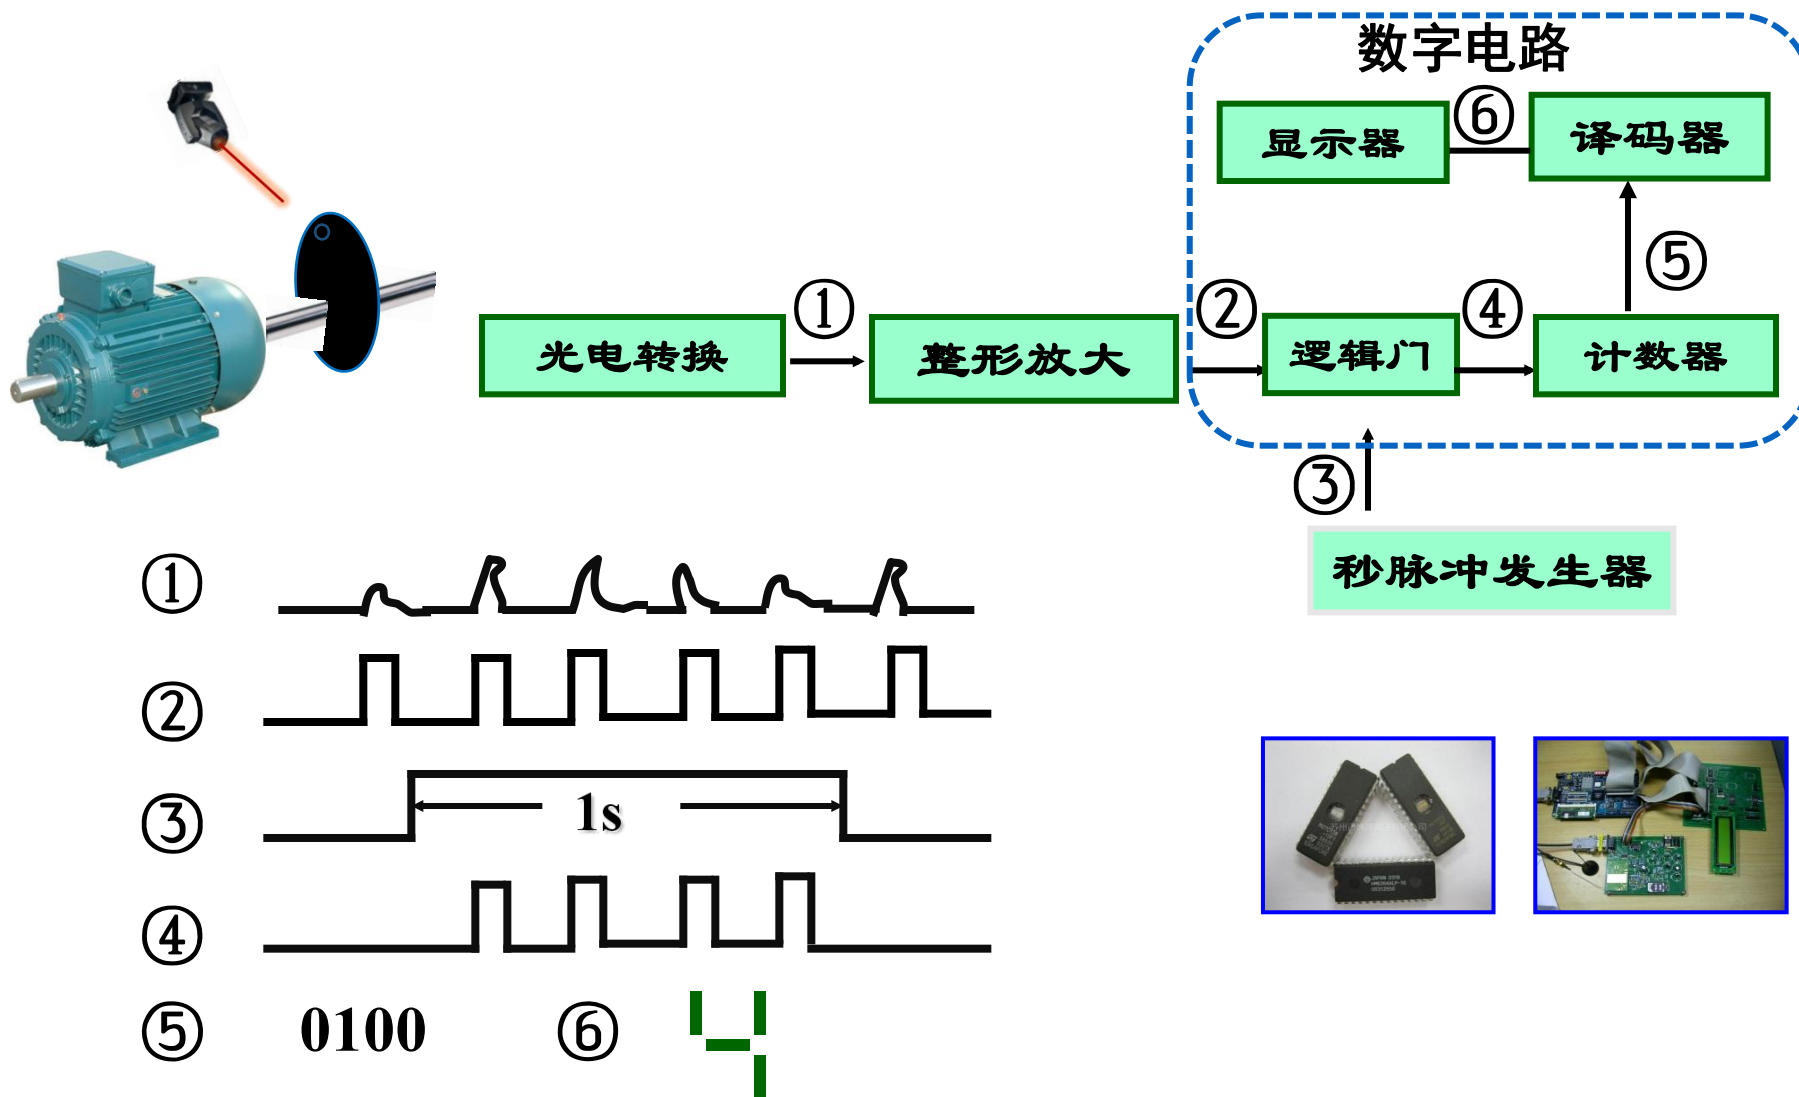 数字电路
显示器
⑥
译码器
⑤
光电转换
①
整形放大
②
逻辑门
④
计数器
③
秒脉冲发生器
①
②
③
1s
④
⑤
0100
⑥
4